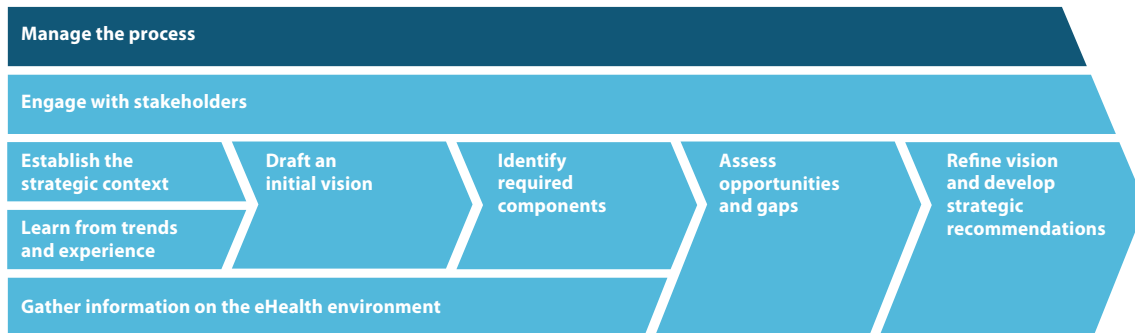 Manage the process
Engage with stakeholders
Establish the
strategic context
Learn from trends
and experience
Draft an
initial vision
Identify
required
components
Assess
opportunities
and gaps
Refine vision
and develop
strategic
recommendations
Gather information on the eHealth environment